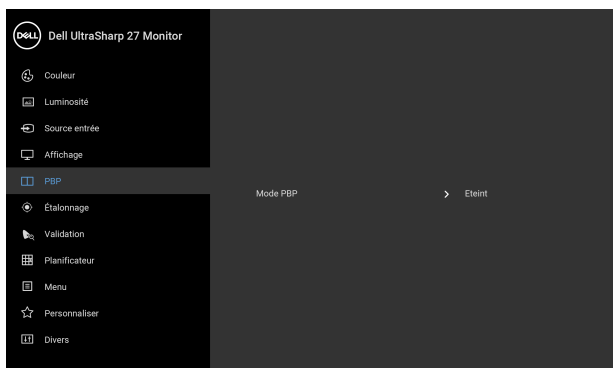 DELL Dell UltraSharp 27 Monitor
Couleur
Luminosité
Source entrée
Affichage
PBP
Mode PBP Eteint
Étalonnage
Validation
Planificateur
Menu
Personnaliser
Divers